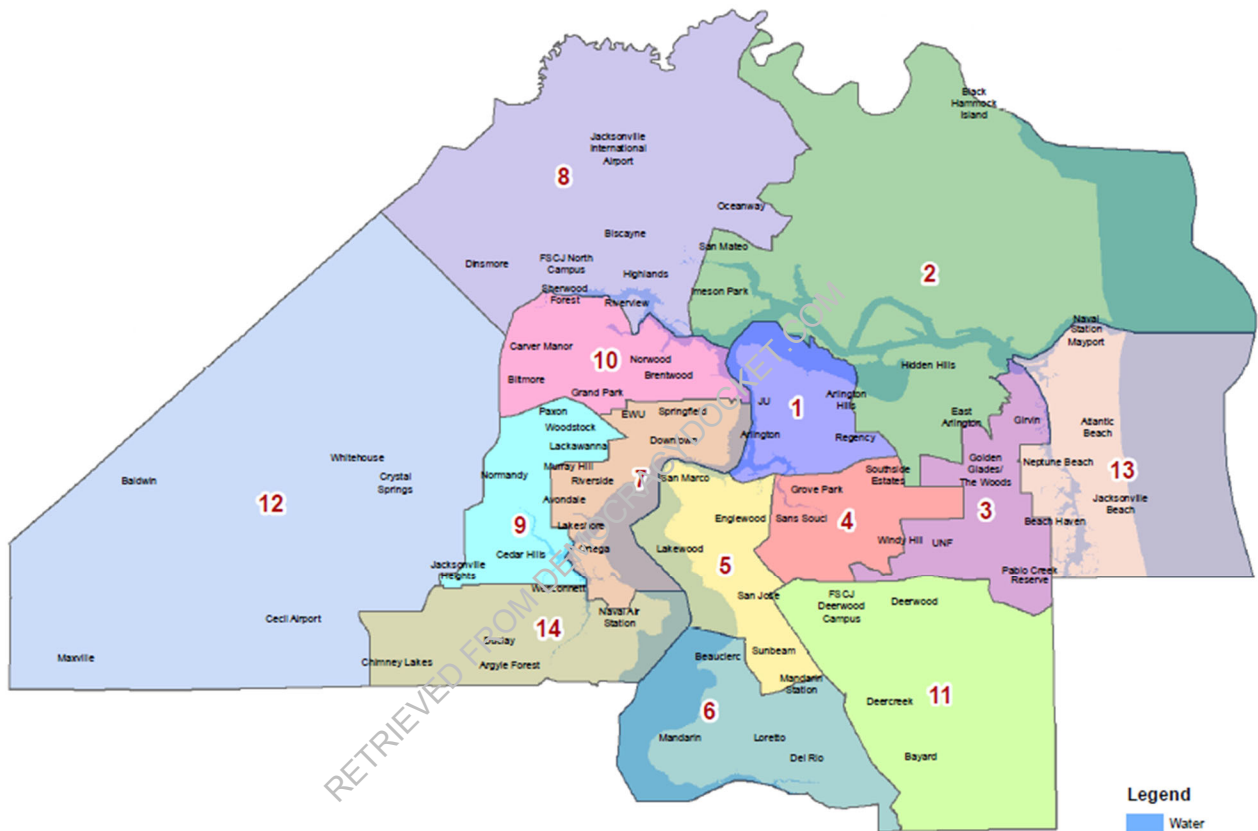 Black
Hammock
Island
Jacksonville
International
Airport
8
Oceanway
Biscayne
San Mateo
Dinsmore
FSCJ North
Campus
Highlands
2
Sherwood
Forest
Riverview
Imeson Park
Naval
Station
Mayport
Carver Manor
10
Norwood
Brentwood
Biltmore
Grand Park
Hidden Hills
JU
1
Arlington
Hills
Paxon
EWU
Springfield
East
Arlington
Girvin
Atlantic
Beach
Woodstock
Lackawanna
Downtown
Arlington
Regency
Whitehouse
Crystal
Springs
Baldwin
12
Normandy
Murray Hill
Riverside
7
San Marco
Southside
Estates
Golden
Glades/
The Woods
Neptune Beach
13
Avondale
Grove Park
Jacksonville
Beach
9
Lakeshore
Englewood
Sans Souci
4
3
Beach Haven
Cedar Hills
Ortega
Lakewood
Windy Hill
UNF
5
Jacksonville
Heights
Wesconnett
San Jose
FSCJ
Deerwood
Campus
Deerwood
Pablo Creek
Reserve
Cecil Airport
14
Naval Air
Station
Maxville
Chimney Lakes
Duclay
Argyle Forest
Beauclerc
Sunbeam
Mandarin
Station
6
Deercreek
11
Mandarin
Loretto
Del Rio
Bayard
Legend
Water
RETRIEVED FROM DEMOCRACYDOCKET.COM